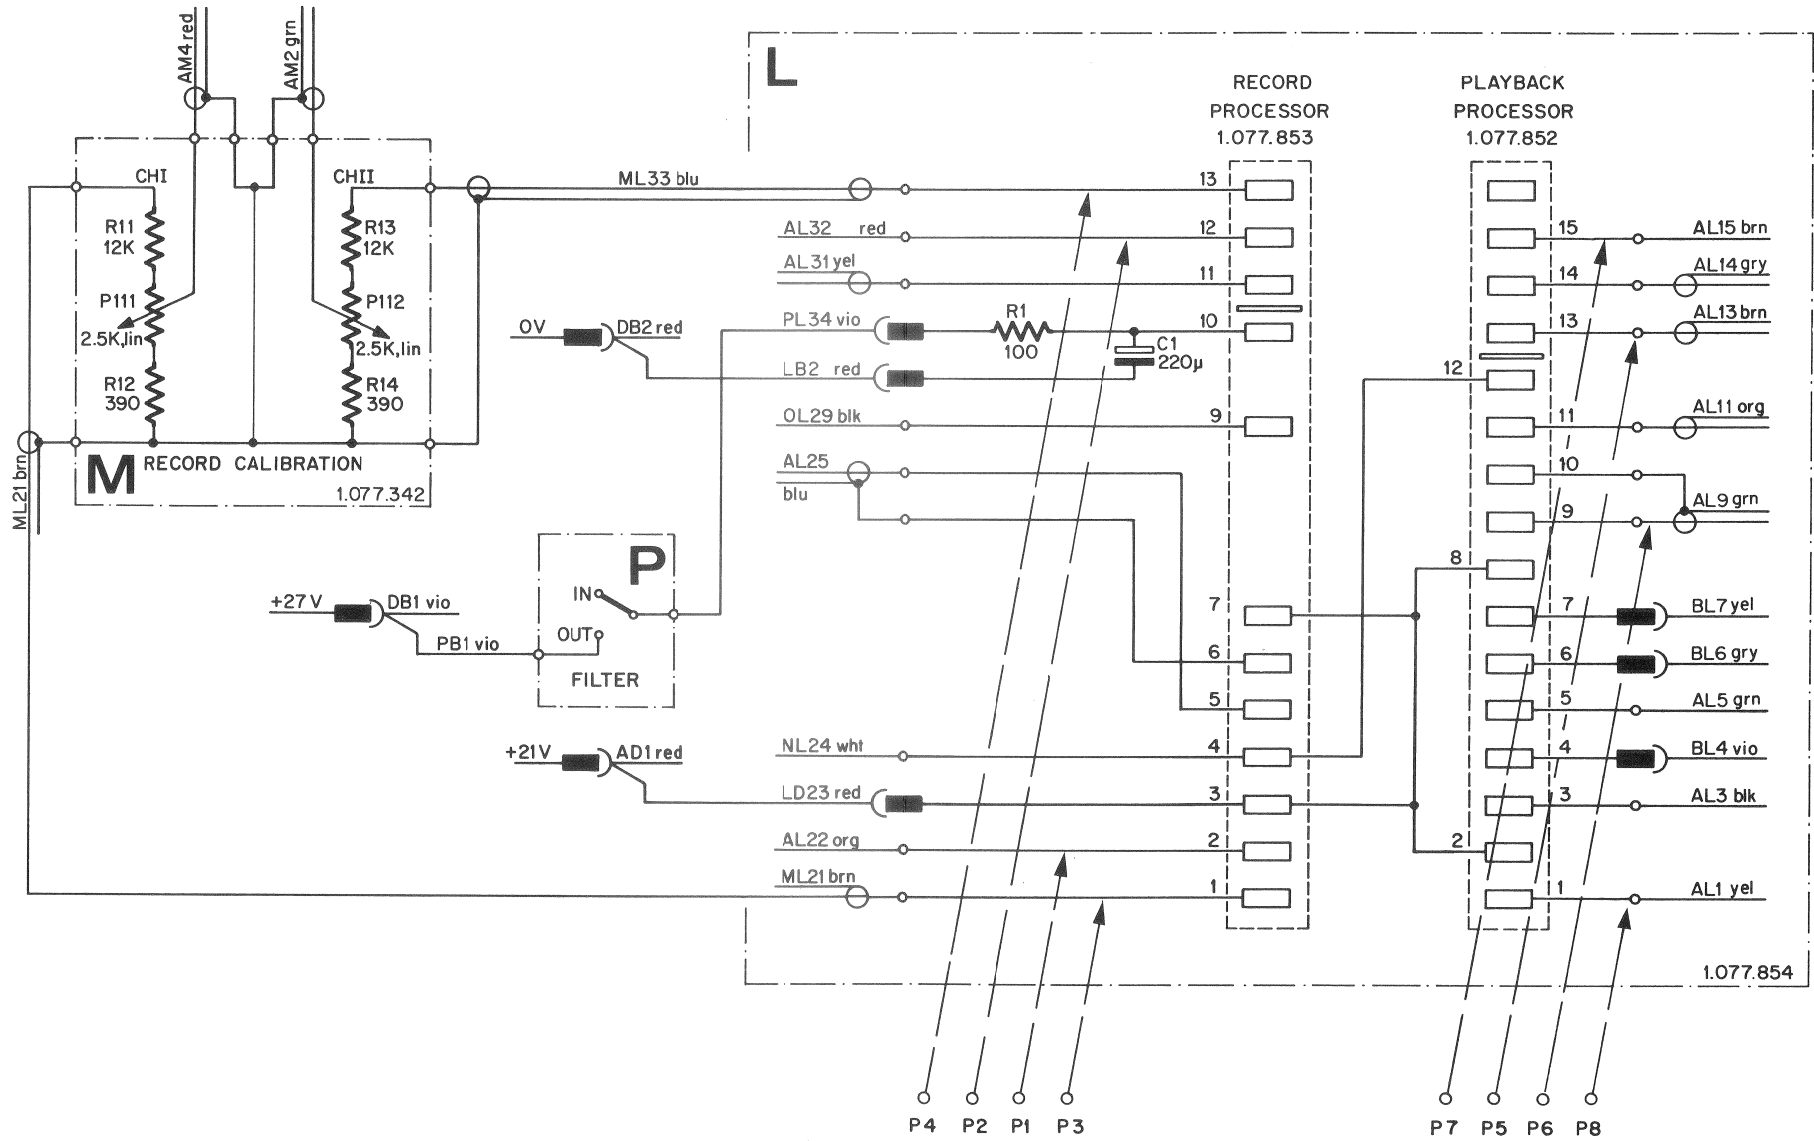 AM4 red
AM2 grn
L
RECORD
PROCESSOR
1.077.853
PLAYBACK
PROCESSOR
1.077.852
CHI
CHII
R11
12K
R13
12K
P111
2.5K,lin
P112
2.5K,lin
R12
390
R14
390
M RECORD CALIBRATION
1.077.342
ML21 brn
ML33 blu
13
AL32 red
12
AL31 yel
11
PL34 vio
R1
100
10
C1
220µ
OV
DB2 red
LB2 red
OL29 blk
9
AL25
blu
P
IN
OUT
FILTER
+27V
DB1 vio
PB1 vio
7
6
5
+21V
AD1 red
NL24 wht
4
LD23 red
3
AL22 org
2
ML21 brn
1
15
AL15 brn
14
AL14 gry
13
AL13 brn
12
11
AL11 org
10
9
AL9 grn
8
7
BL7 yel
6
BL6 gry
5
AL5 grn
4
BL4 vio
3
AL3 blk
2
1
AL1 yel
1.077.854
P4
P2
P1
P3
P7
P5
P6
P8